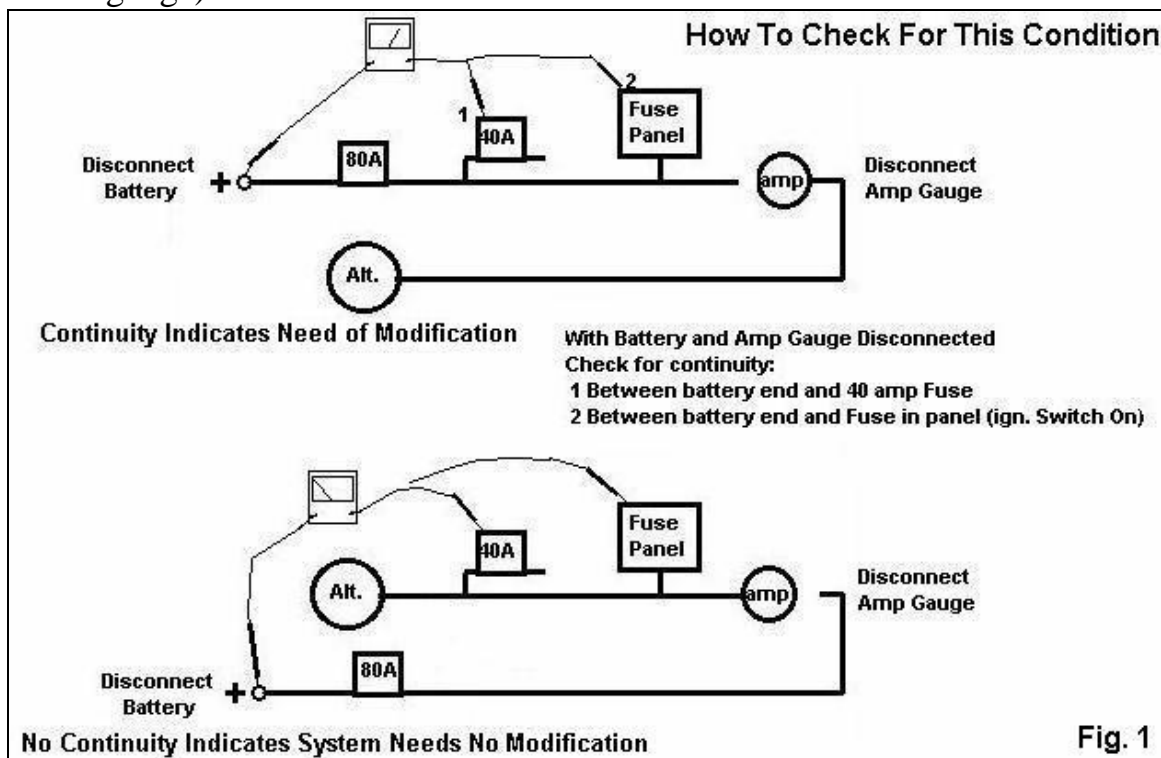 How To Check For This Condition
2
1
40A
Fuse
Panel
80A
Disconnect
Battery
+
amp
Disconnect
Amp Gauge
Alt.
Continuity Indicates Need of Modification
With Battery and Amp Gauge Disconnected
Check for continuity:
1 Between battery end and 40 amp Fuse
2 Between battery end and Fuse in panel (ign. Switch On)
40A
Fuse
Panel
Alt.
amp
Disconnect
Amp Gauge
80A
Disconnect
Battery
+
No Continuity Indicates System Needs No Modification
Fig. 1